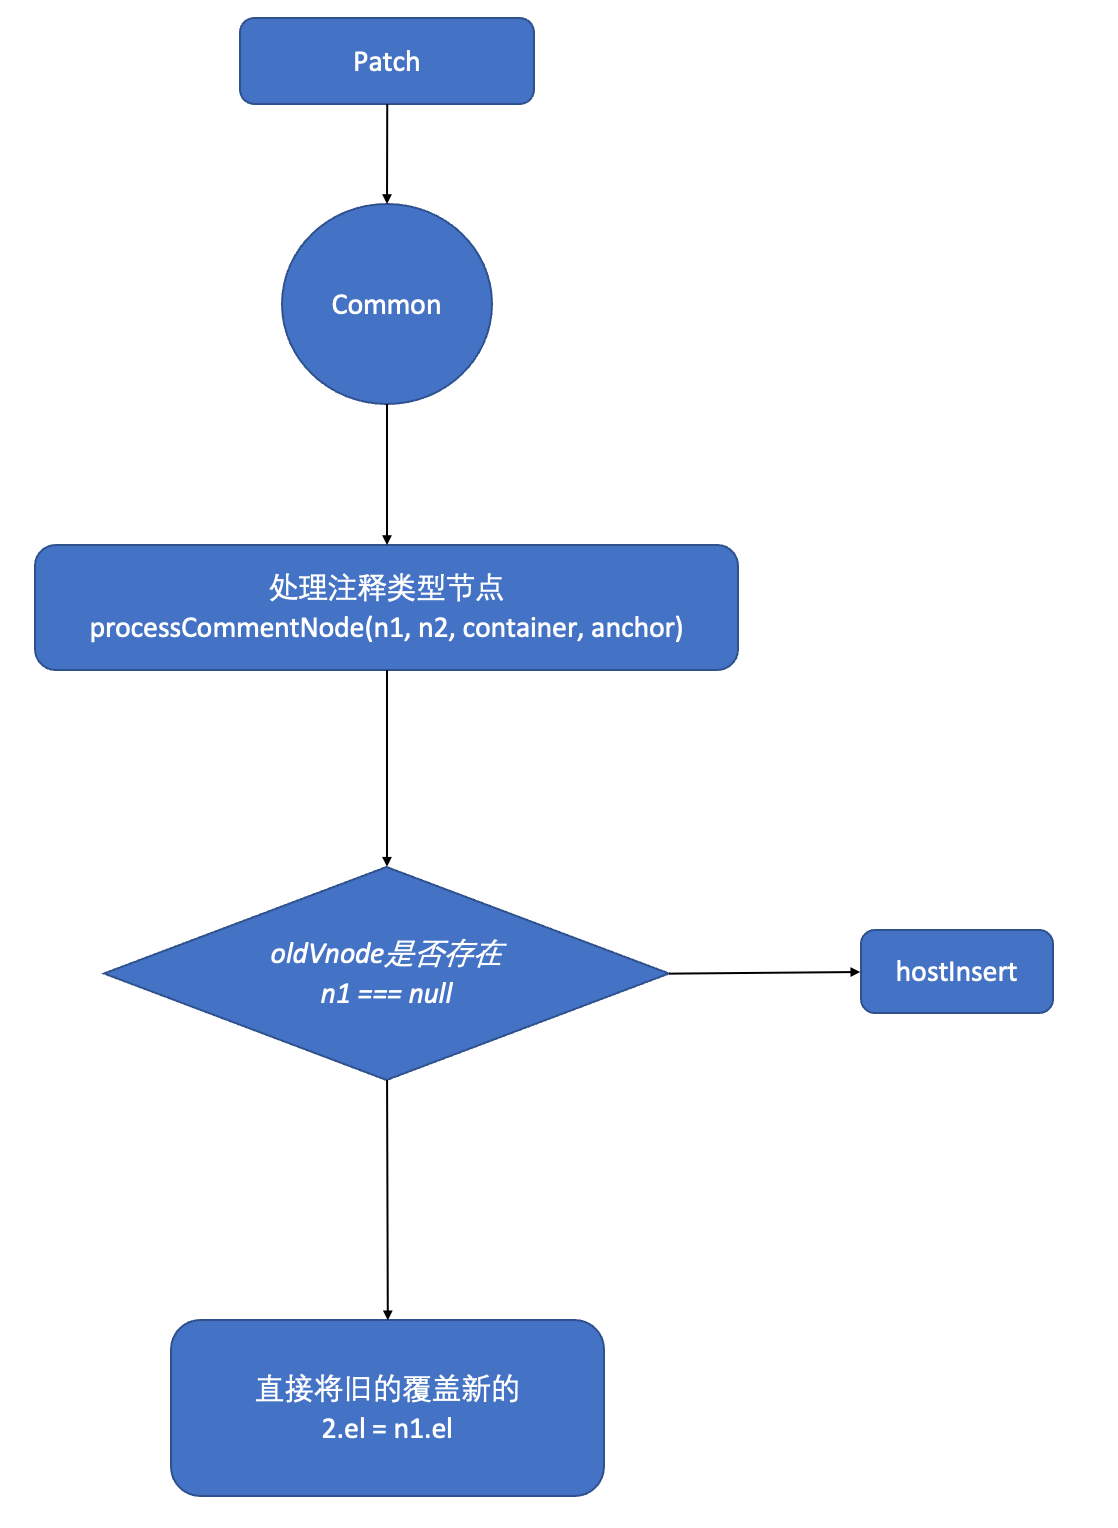 Patch
Common
处理注释类型节点
processCommentNode(n1, n2, container, anchor)
oldVnode是否存在
n1 === null
hostInsert
直接将旧的覆盖新的
2.el = n1.el